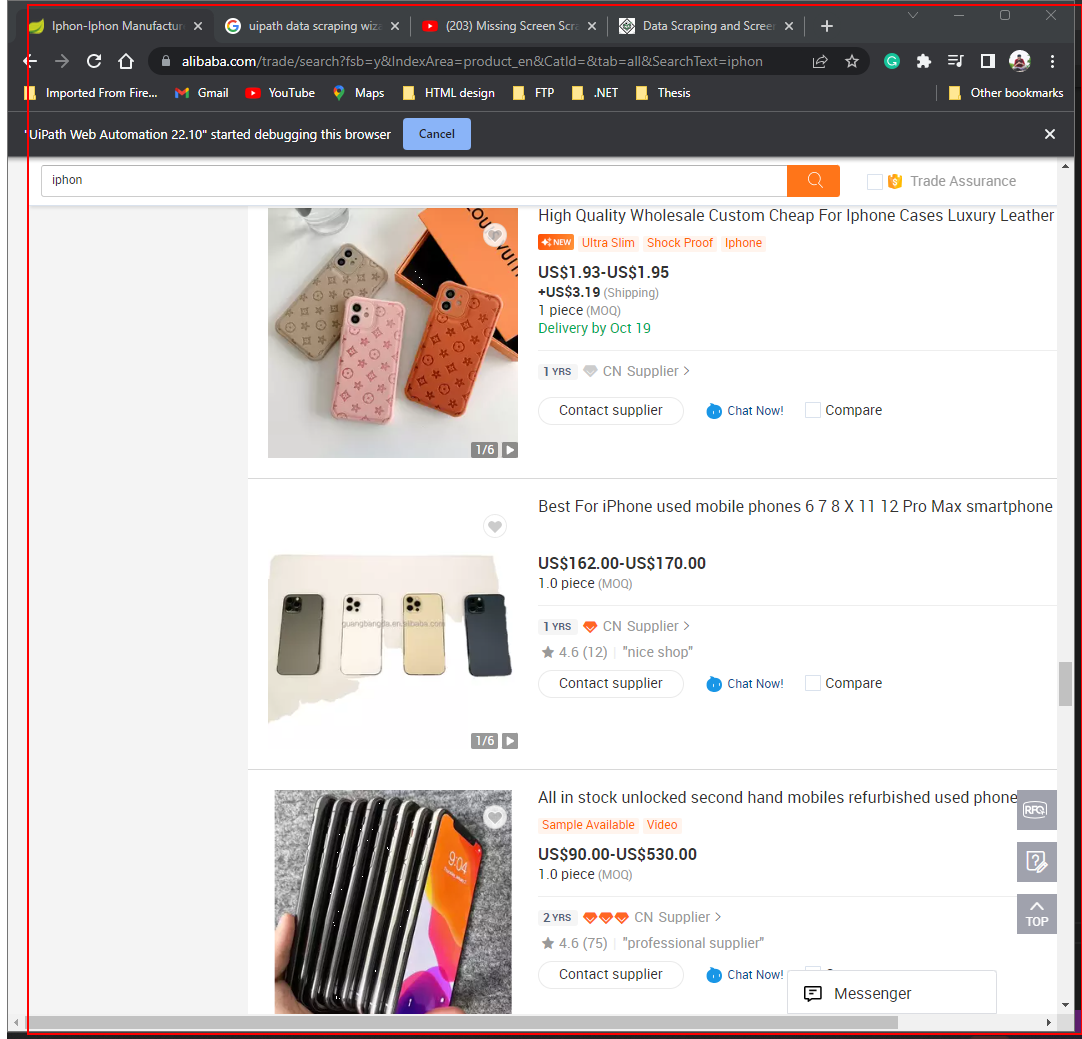 Iphon-Iphon Manufactur
uipath data scraping wiza
(203) Missing Screen Scra
Data Scraping and Screen
alibaba.com/trade/search?fsb=y&IndexArea=product_en&CatId=&tab=all&SearchText=iphon
Imported From Fire... Gmail YouTube Maps HTML design FTP .NET Thesis Other bookmarks
"UiPath Web Automation 22.10" started debugging this browser Cancel
iphon Trade Assurance
High Quality Wholesale Custom Cheap For Iphone Cases Luxury Leather
NEW Ultra Slim Shock Proof Iphone
US$1.93-US$1.95
+US$3.19 (Shipping)
1 piece (MOQ)
Delivery by Oct 19
1 YRS CN Supplier >
Contact supplier Chat Now! Compare
1/6
Best For iPhone used mobile phones 6 7 8 X 11 12 Pro Max smartphone
US$162.00-US$170.00
1.0 piece (MOQ)
guangbangda.en.alibaba.com
1 YRS CN Supplier >
4.6 (12) "nice shop"
Contact supplier Chat Now! Compare
1/6
All in stock unlocked second hand mobiles refurbished used phone
Sample Available Video
RFQ
US$90.00-US$530.00
1.0 piece (MOQ)
9:04
2 YRS CN Supplier >
TOP
4.6 (75) "professional supplier"
Contact supplier Chat Now!
Messenger